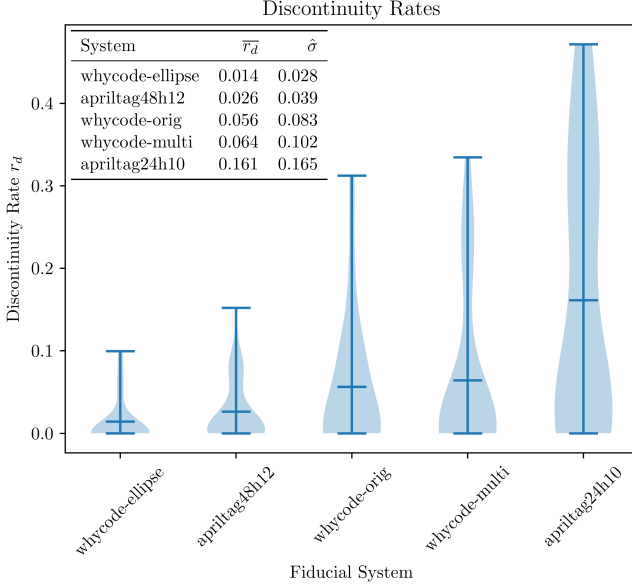 Discontinuity Rates
System r̄_d σ̂
whycode-ellipse 0.014 0.028
apriltag48h12 0.026 0.039
whycode-orig 0.056 0.083
whycode-multi 0.064 0.102
apriltag24h10 0.161 0.165
0.4
0.3
0.2
0.1
0.0
Discontinuity Rate r_d
whycode-ellipse
apriltag48h12
whycode-orig
whycode-multi
apriltag24h10
Fiducial System